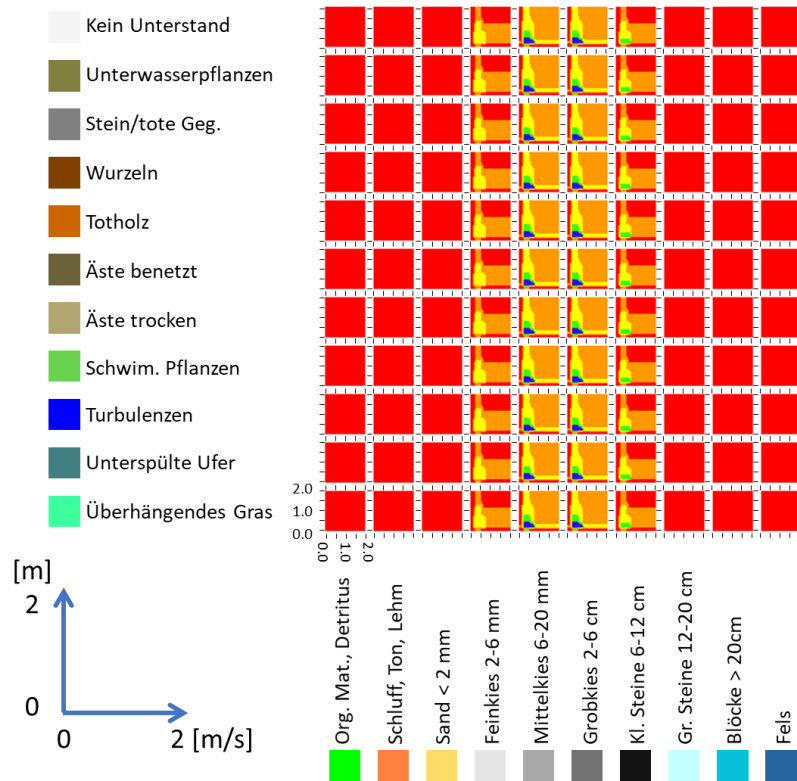 Kein Unterstand
Unterwasserpflanzen
Stein/tote Geg.
Wurzeln
Totholz
Äste benetzt
Äste trocken
Schwim. Pflanzen
Turbulenzen
Unterspülte Ufer
Überhängendes Gras
2.0
1.0
0.0
0.0
1.0
2.0
[m]
2
0
0
2 [m/s]
Org. Mat., Detritus
Schluff, Ton, Lehm
Sand < 2 mm
Feinkies 2-6 mm
Mittelkies 6-20 mm
Grobkies 2-6 cm
Kl. Steine 6-12 cm
Gr. Steine 12-20 cm
Blöcke > 20cm
Fels